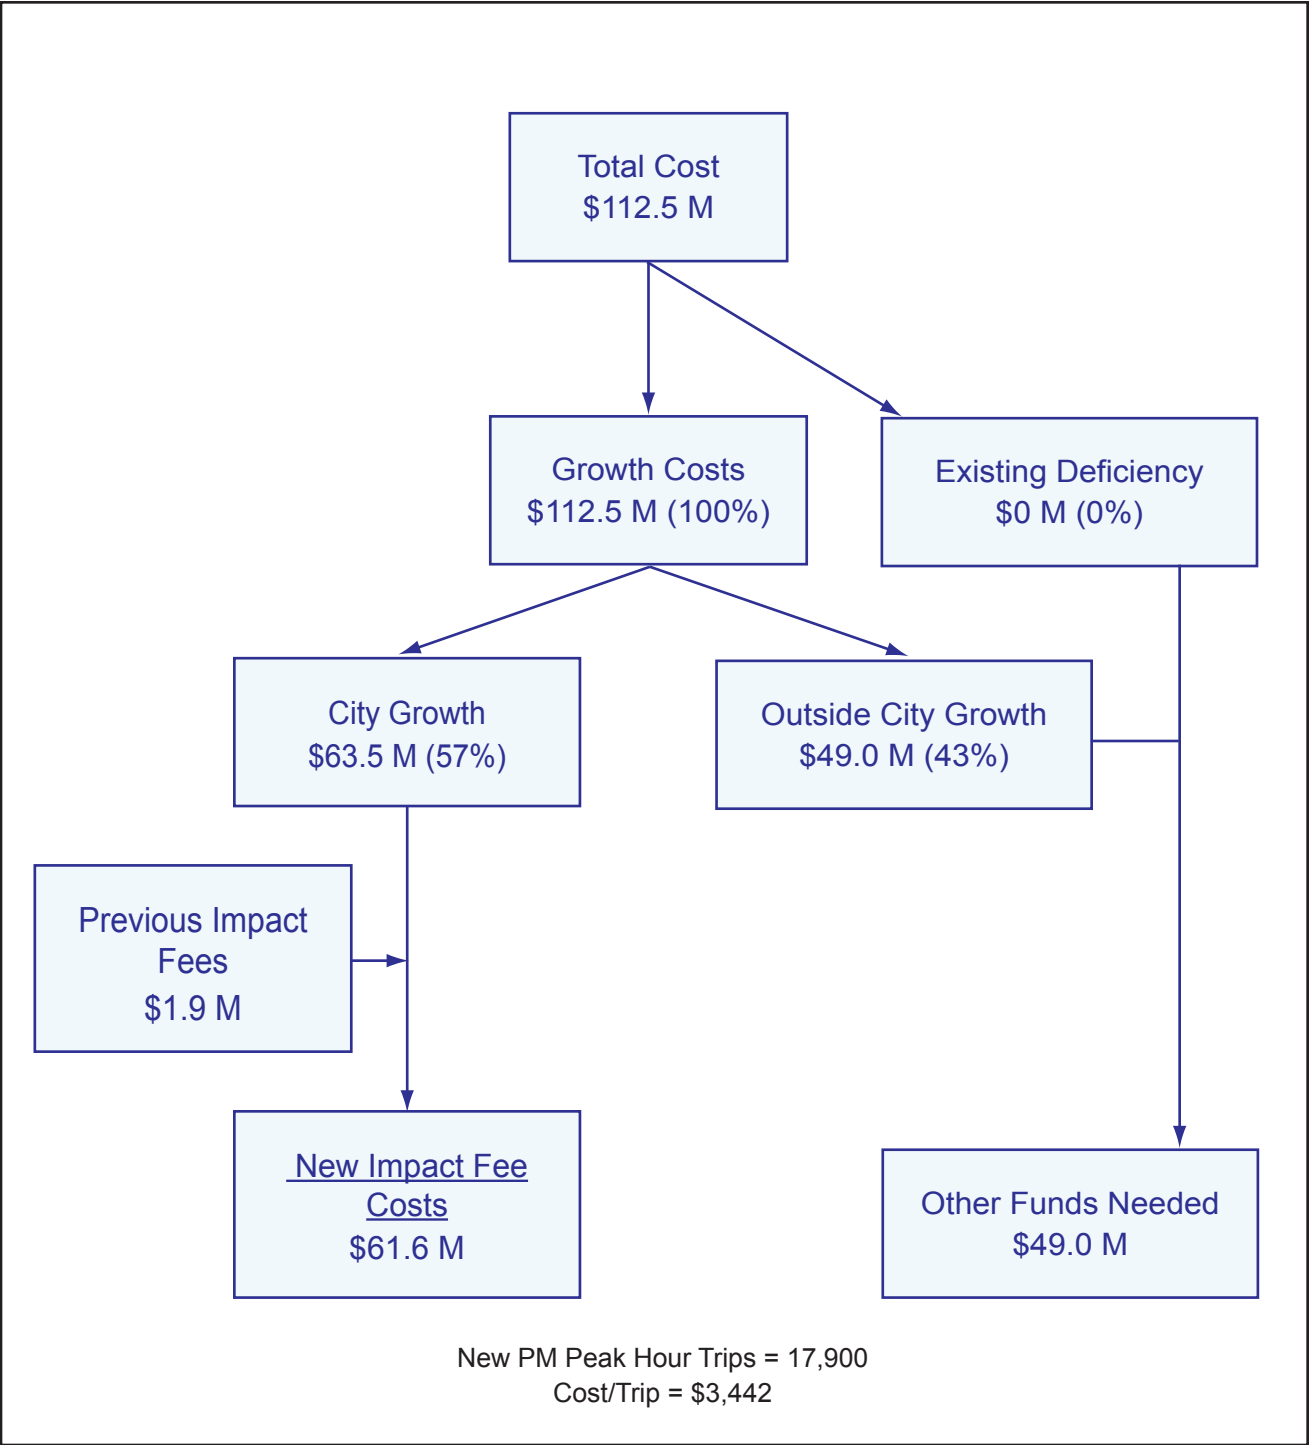 Total Cost
$112.5 M
Growth Costs
$112.5 M (100%)
Existing Deficiency
$0 M (0%)
City Growth
$63.5 M (57%)
Outside City Growth
$49.0 M (43%)
Previous Impact
Fees
$1.9 M
New Impact Fee
Costs
$61.6 M
Other Funds Needed
$49.0 M
New PM Peak Hour Trips = 17,900
Cost/Trip = $3,442